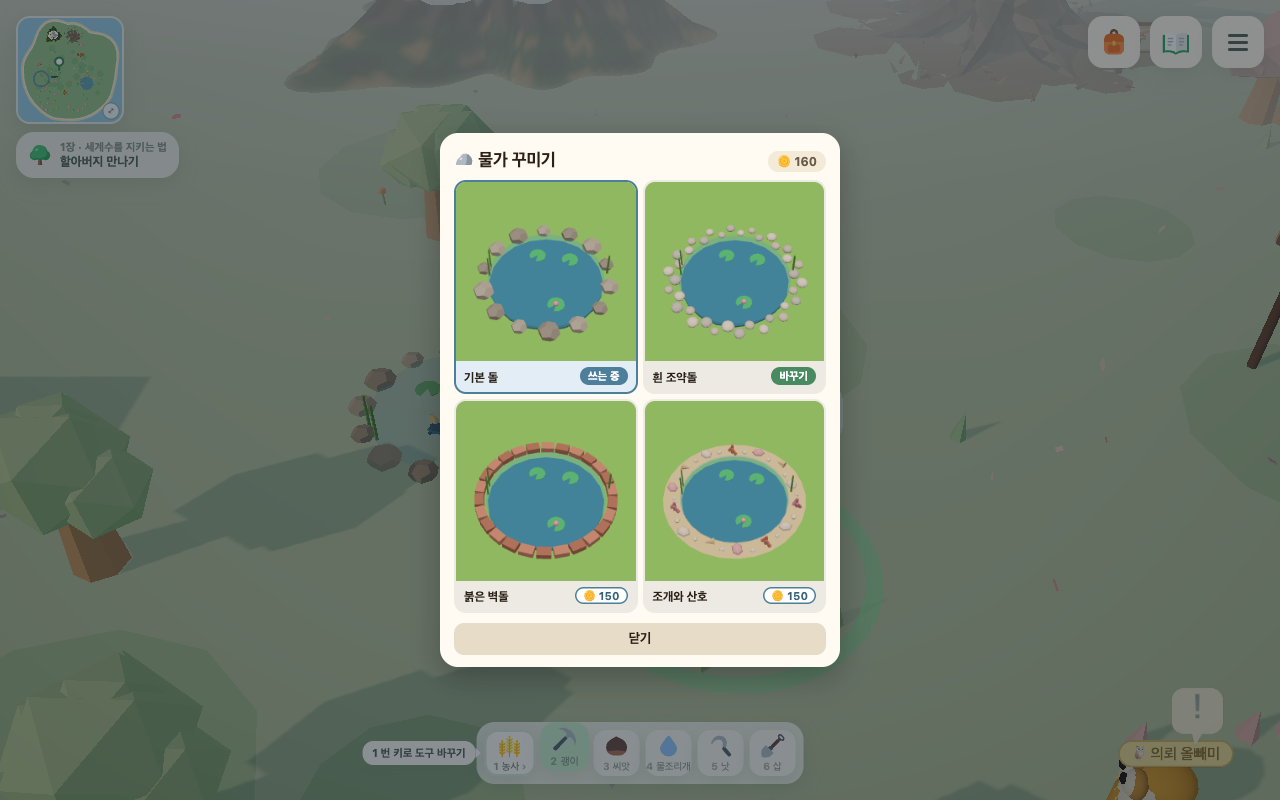 1장 · 세계수를 지키는 법
할아버지 만나기
물가 꾸미기
160
기본 돌
쓰는 중
흰 조약돌
바꾸기
붉은 벽돌
150
조개와 산호
150
닫기
!
의뢰 올빼미
1 번 키로 도구 바꾸기
1 농사 ›
2 괭이
3 씨앗
4 물조리개
5 낫
6 삽